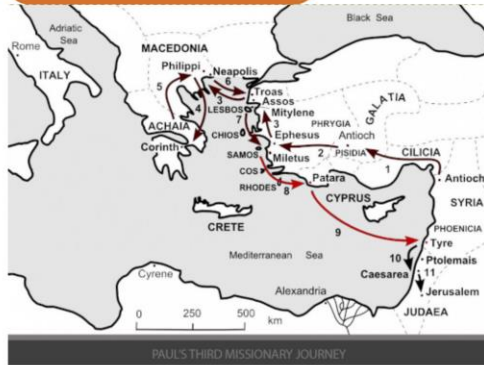 Black Sea
Adriatic
Sea
Rome
MACEDONIA
ITALY
Philippi
Neapolis
6
5
4
3
Troas
Assos
LESBOS
Mitylene
7
3
GALATIA
PHRYGIA
ACHAIA
CHIOS
Ephesus
Antioch
Corinth
2
PISIDIA
CILICIA
SAMOS
Miletus
1
COS
Patara
Antioch
RHODES
8
CYPRUS
SYRIA
CRETE
9
PHOENICIA
Tyre
Mediterranean Sea
10
Ptolemais
Cyrene
Caesarea
11
Alexandria
Jerusalem
0
250
500
km
JUDAEA
PAUL'S THIRD MISSIONARY JOURNEY